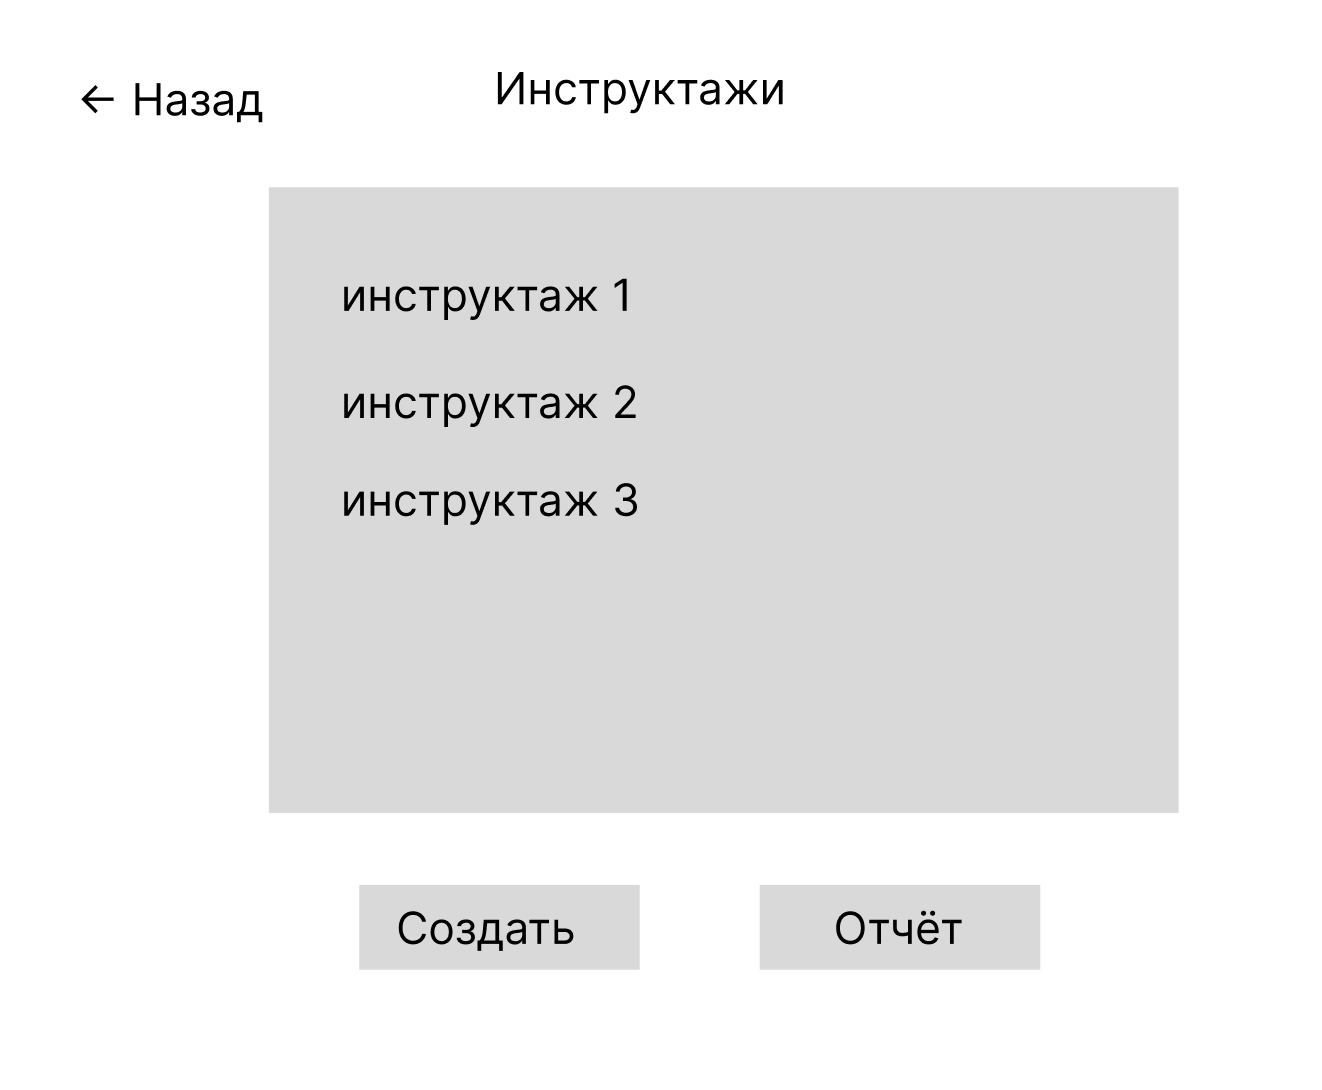 ← Назад
Инструктажи
инструктаж 1
инструктаж 2
инструктаж 3
Создать
Отчёт